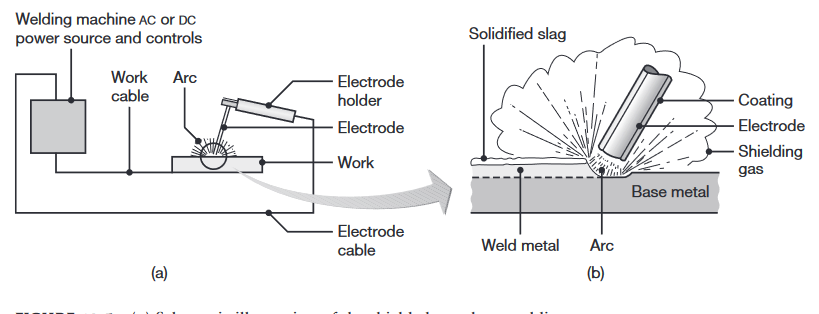 Welding machine AC or DC
power source and controls
Work
cable
Arc
Electrode
holder
Electrode
Work
Electrode
cable
(a)
Solidified slag
Coating
Electrode
Shielding
gas
Base metal
Weld metal
Arc
(b)